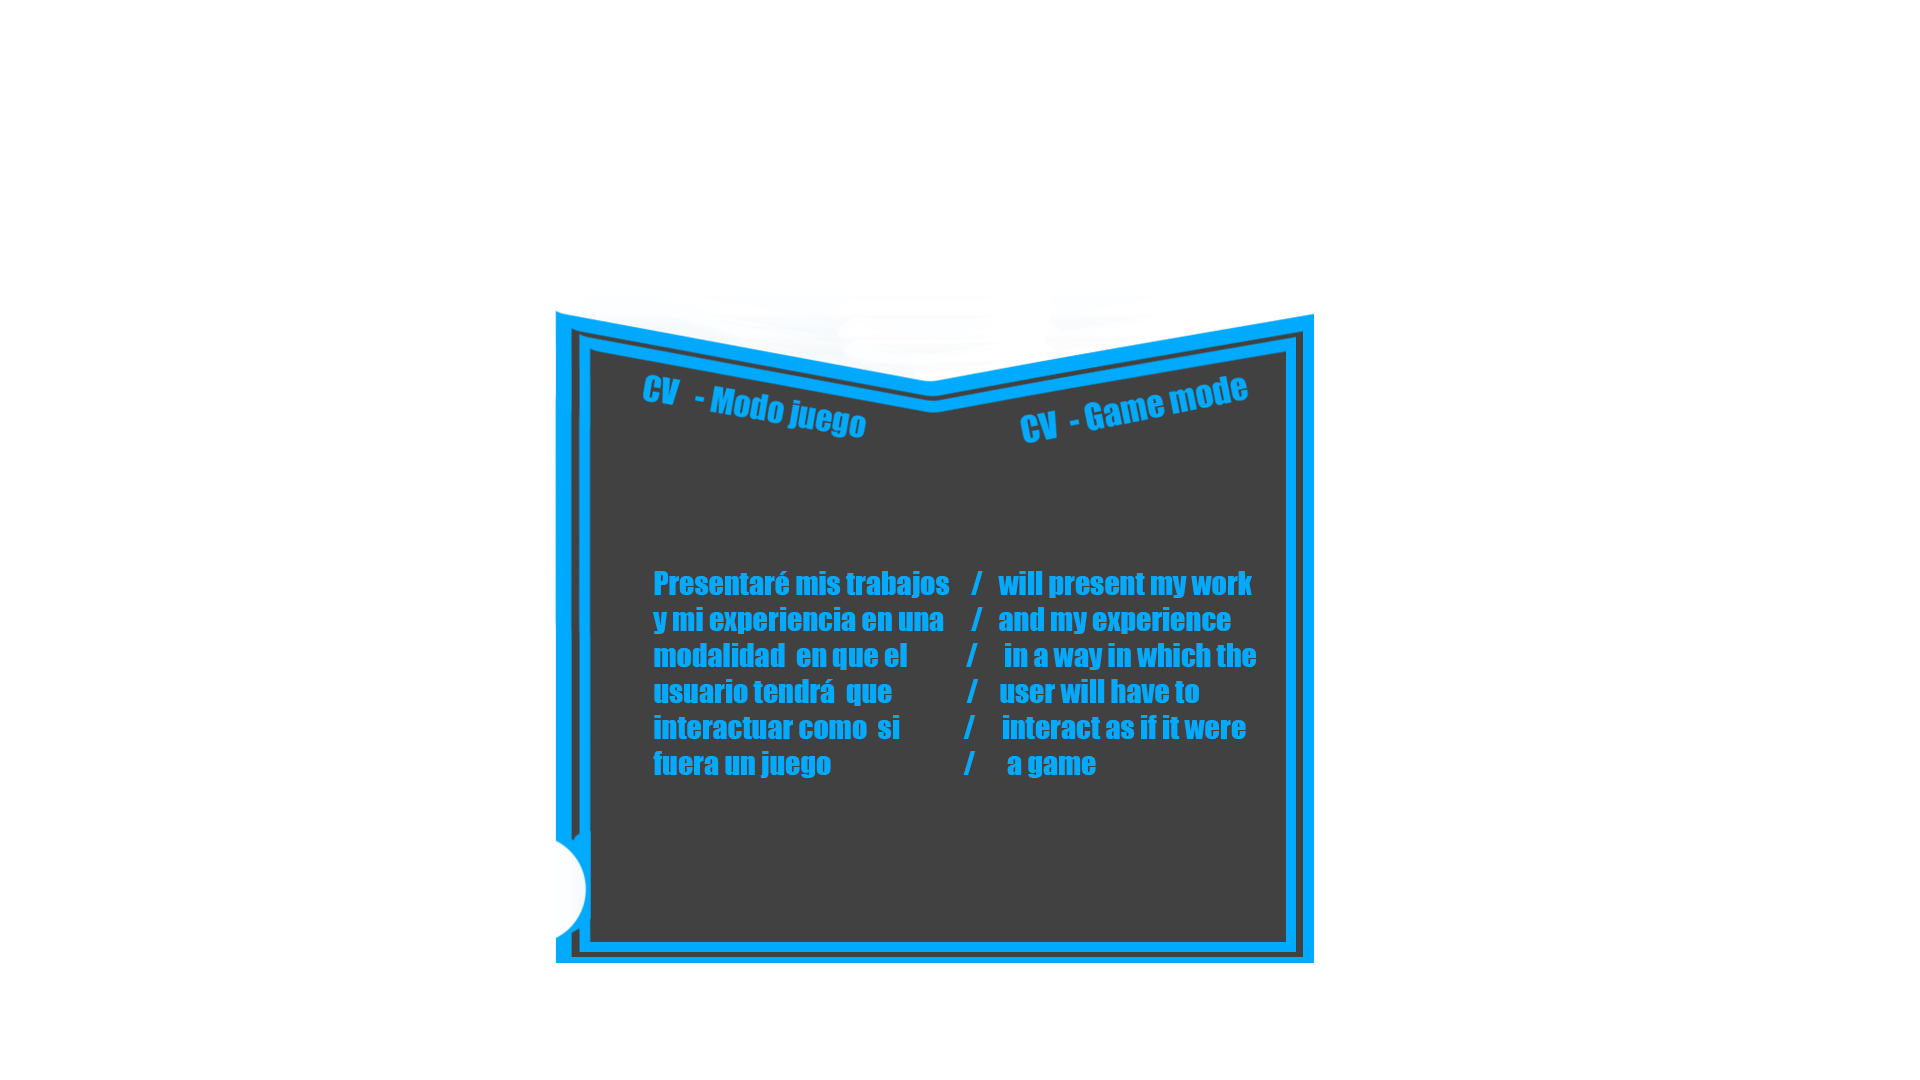 CV - Modo juego
CV - Game mode
Presentaré mis trabajos / will present my work
y mi experiencia en una / and my experience
modalidad en que el / in a way in which the
usuario tendrá que / user will have to
interactuar como si / interact as if it were
fuera un juego / a game